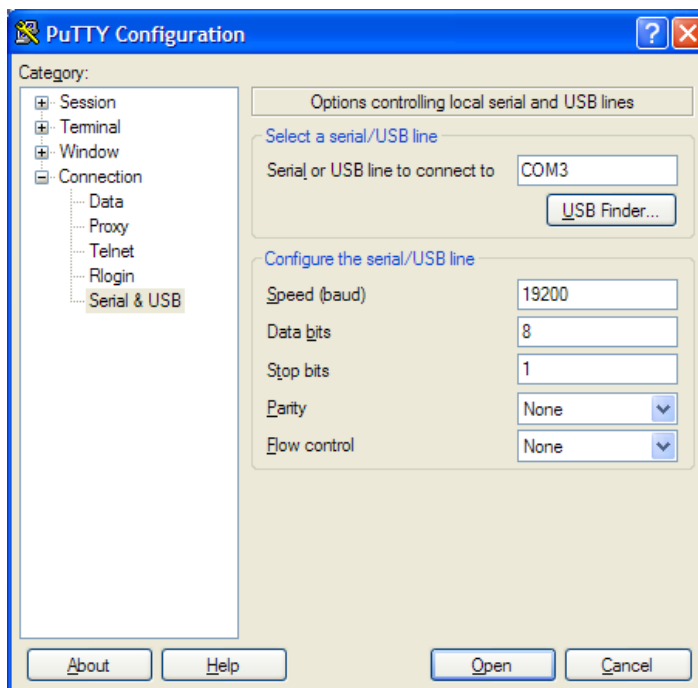 PuTTY Configuration
Category:
Session
Terminal
Window
Connection
Data
Proxy
Telnet
Rlogin
Serial & USB
Options controlling local serial and USB lines
Select a serial/USB line
Serial or USB line to connect to COM3
USB Finder...
Configure the serial/USB line
Speed (baud) 19200
Data bits 8
Stop bits 1
Parity None
Flow control None
About Help Open Cancel